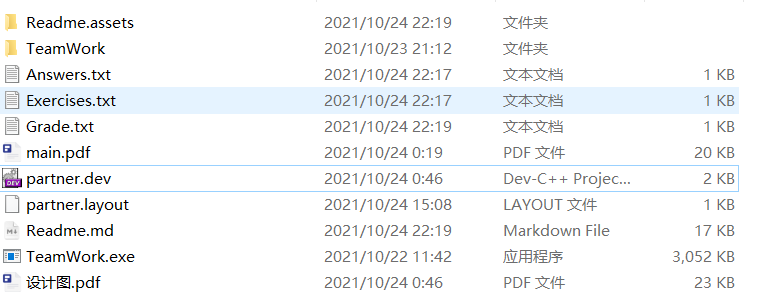 Readme.assets 2021/10/24 22:19 文件夹
TeamWork 2021/10/23 21:12 文件夹
Answers.txt 2021/10/24 22:17 文本文档 1 KB
Exercises.txt 2021/10/24 22:17 文本文档 1 KB
Grade.txt 2021/10/24 22:19 文本文档 1 KB
main.pdf 2021/10/24 0:19 PDF 文件 20 KB
DEV partner.dev 2021/10/24 0:46 Dev-C++ Projec... 2 KB
partner.layout 2021/10/24 15:08 LAYOUT 文件 1 KB
Readme.md 2021/10/24 22:19 Markdown File 17 KB
TeamWork.exe 2021/10/22 11:42 应用程序 3,052 KB
设计图.pdf 2021/10/24 0:46 PDF 文件 23 KB